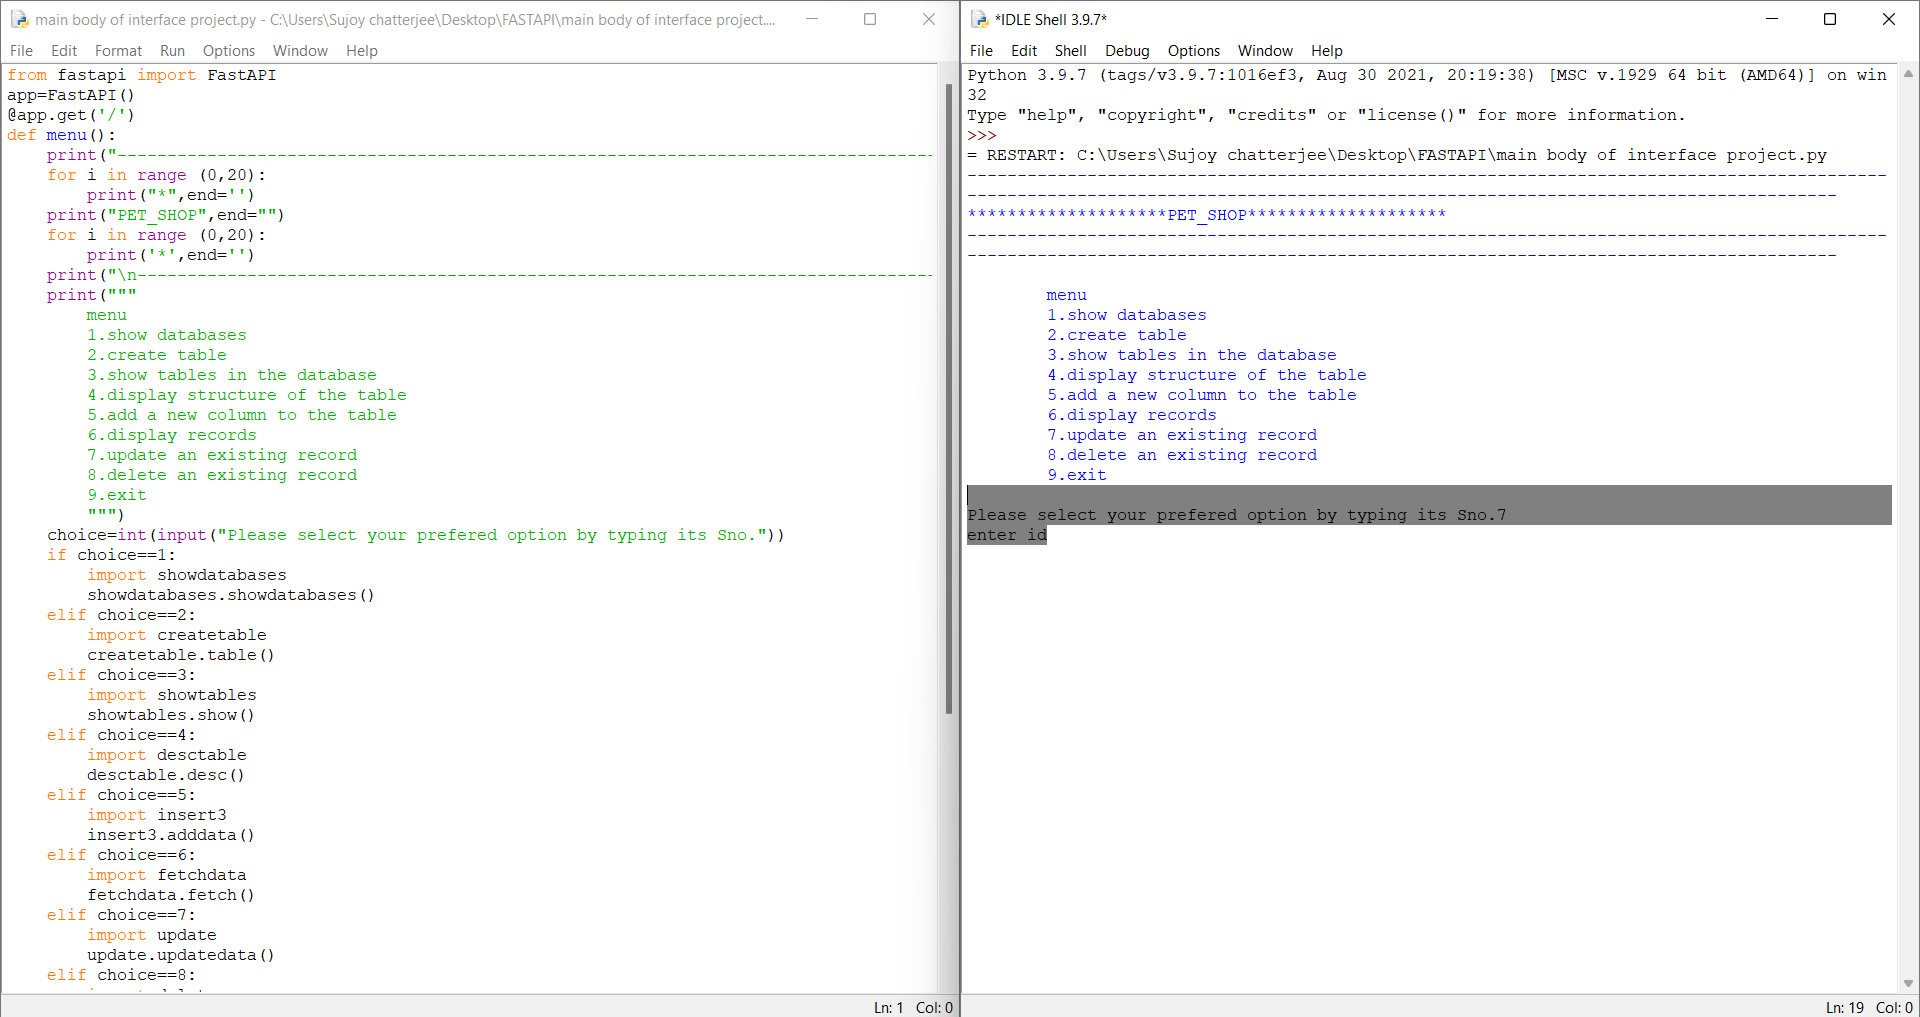 main body of interface project.py - C:\Users\Sujoy chatterjee\Desktop\FASTAPI\main body of interface project....
File Edit Format Run Options Window Help
from fastapi import FastAPI
app=FastAPI()
@app.get('/')
def menu():
    print("----------------------------------------------------------------------------------
    for i in range (0,20):
        print("*",end='')
    print("PET_SHOP",end="")
    for i in range (0,20):
        print('*',end='')
    print("\n--------------------------------------------------------------------------------
    print("""
        menu
        1.show databases
        2.create table
        3.show tables in the database
        4.display structure of the table
        5.add a new column to the table
        6.display records
        7.update an existing record
        8.delete an existing record
        9.exit
        """)
    choice=int(input("Please select your prefered option by typing its Sno."))
    if choice==1:
        import showdatabases
        showdatabases.showdatabases()
    elif choice==2:
        import createtable
        createtable.table()
    elif choice==3:
        import showtables
        showtables.show()
    elif choice==4:
        import desctable
        desctable.desc()
    elif choice==5:
        import insert3
        insert3.adddata()
    elif choice==6:
        import fetchdata
        fetchdata.fetch()
    elif choice==7:
        import update
        update.updatedata()
    elif choice==8:
Ln: 1 Col: 0
*IDLE Shell 3.9.7*
File Edit Shell Debug Options Window Help
Python 3.9.7 (tags/v3.9.7:1016ef3, Aug 30 2021, 20:19:38) [MSC v.1929 64 bit (AMD64)] on win
32
Type "help", "copyright", "credits" or "license()" for more information.
>>>
= RESTART: C:\Users\Sujoy chatterjee\Desktop\FASTAPI\main body of interface project.py
--------------------------------------------------------------------------------------------
---------------------------------------------------------------------------------------
********************PET_SHOP********************
--------------------------------------------------------------------------------------------
---------------------------------------------------------------------------------------
        menu
        1.show databases
        2.create table
        3.show tables in the database
        4.display structure of the table
        5.add a new column to the table
        6.display records
        7.update an existing record
        8.delete an existing record
        9.exit
Please select your prefered option by typing its Sno.7
enter id
Ln: 19 Col: 0